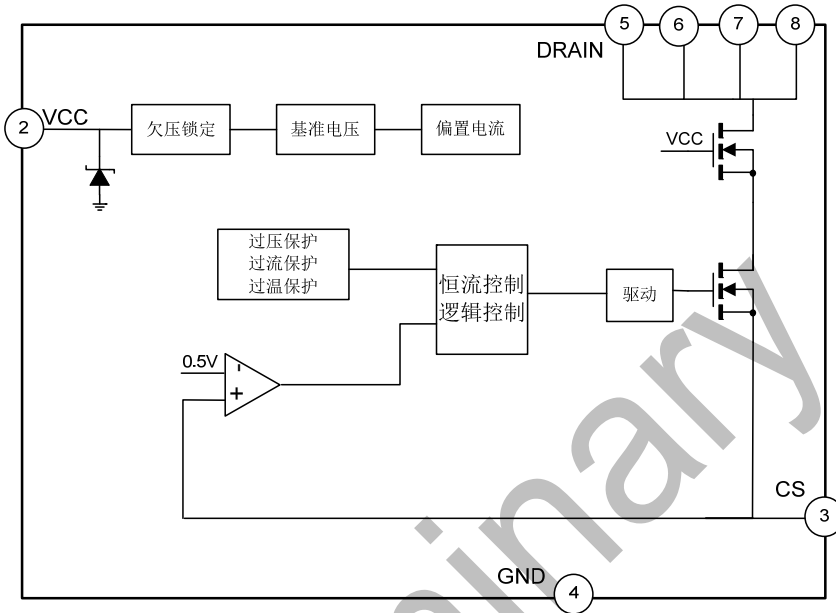 5 6 7 8
DRAIN
2 VCC
欠压锁定 基准电压 偏置电流
VCC
过压保护
过流保护
过温保护
恒流控制
逻辑控制
驱动
0.5V
-
+
CS
3
GND
4
inary